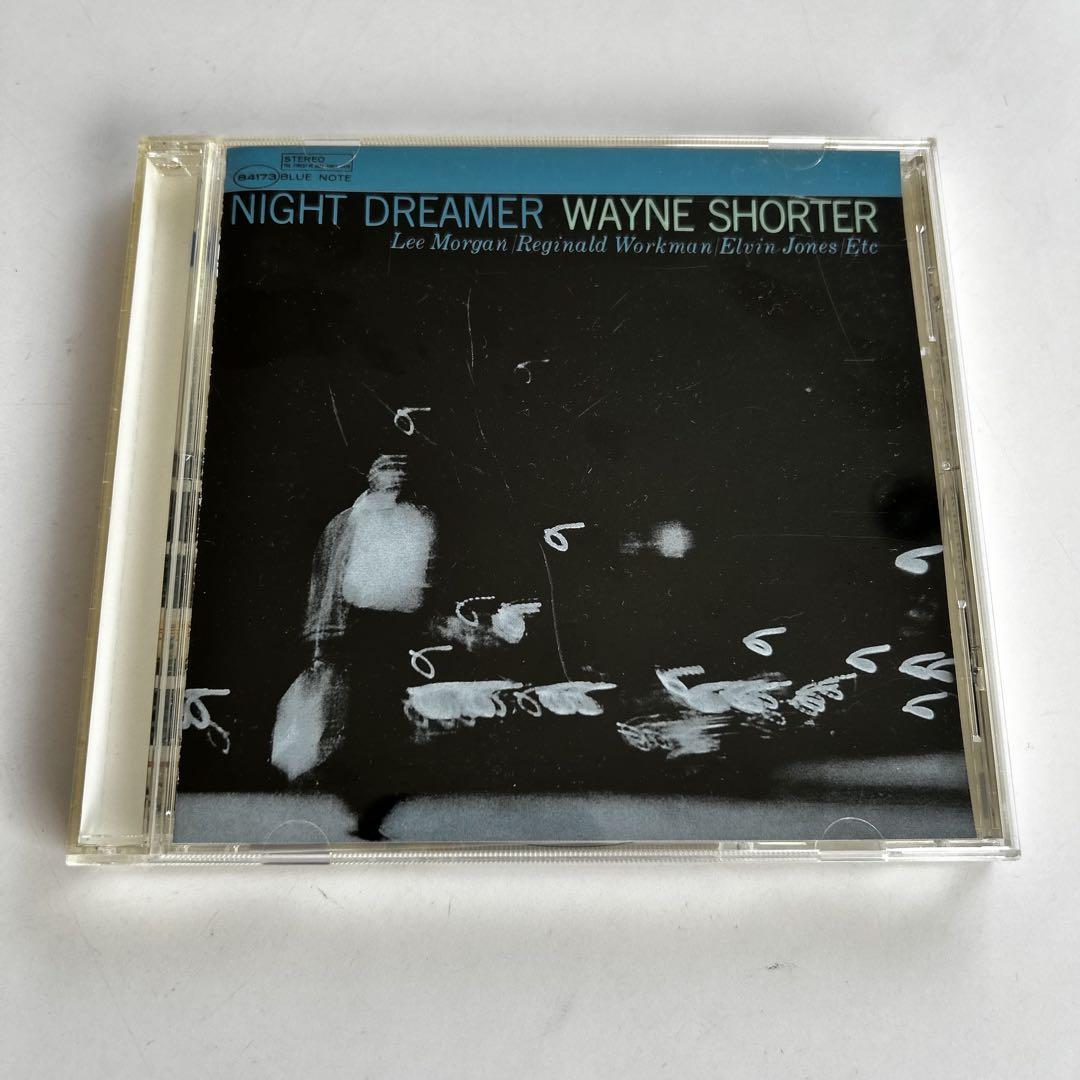 STEREO
84173 BLUE NOTE
NIGHT DREAMER WAYNE SHORTER
Lee Morgan/Reginald Workman/Elvin Jones/Etc